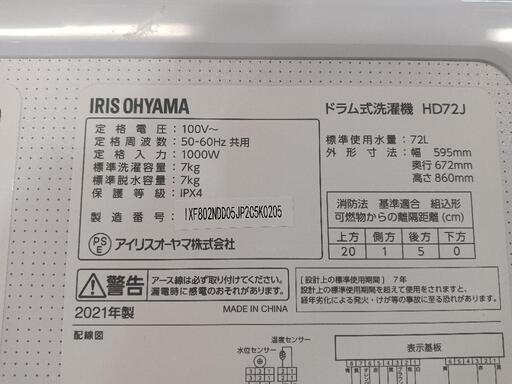 IRIS OHYAMA
定格電圧：100V～
定格周波数：50-60Hz 共用
定格入力：1000W
標準洗濯容量：7kg
標準脱水容量：7kg
保護等級：IPX4
製造番号：1XF802NDD05JP2G5K0205
PSE アイリスオーヤマ株式会社
ドラム式洗濯機 HD72J
標準使用水量：72L
外形寸法：幅 595mm
奥行 672mm
高さ 860mm
消防法 基準適合 組込形
可燃物からの離隔距離(cm)
上方 側方 後方 下方
20 1 5 0
警告 アース線は必ず取り付けてください。
漏電時に感電のおそれがあります。
2021年製
MADE IN CHINA
[設計上の標準使用期間] 7年
設計上の標準使用期間を超えて使用されますと、
経年劣化による発火・けが等の事故に至るおそれがあります。
配線図
水位センサー
温度センサー
表示基板